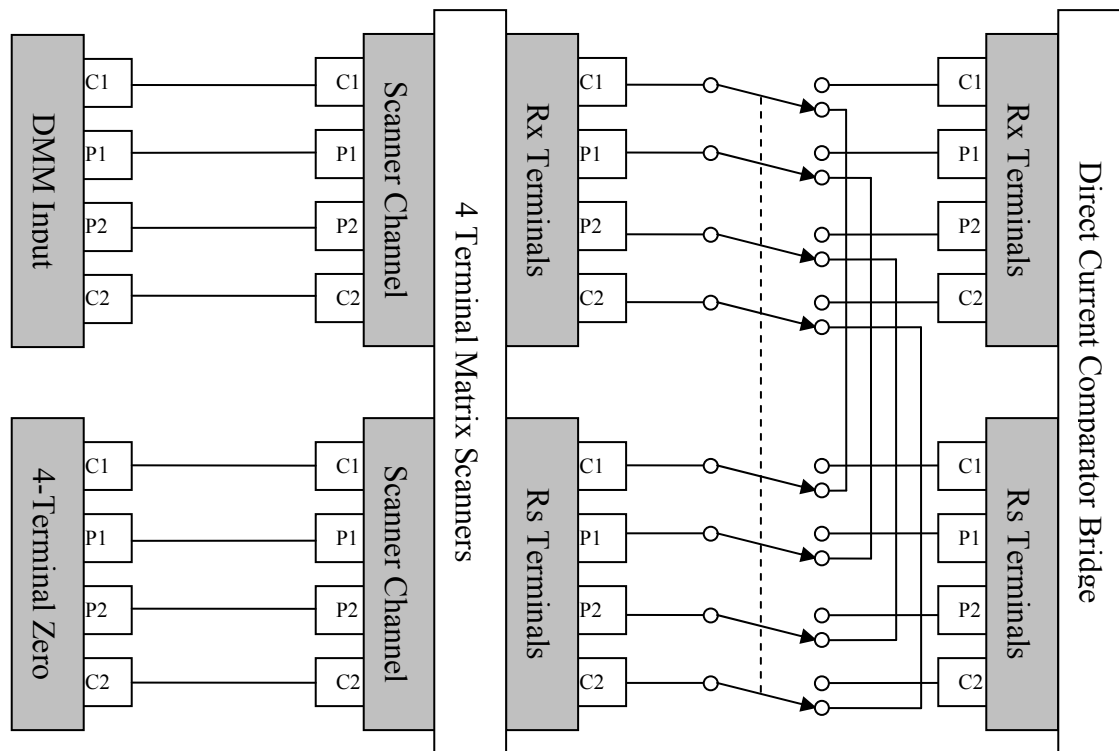 DMM Input
C1
P1
P2
C2
C1
P1
P2
C2
Scanner Channel
4 Terminal Matrix Scanners
Rx Terminals
C1
P1
P2
C2
C1
P1
P2
C2
Rx Terminals
Direct Current Comparator Bridge
4-Terminal Zero
C1
P1
P2
C2
C1
P1
P2
C2
Scanner Channel
Rs Terminals
C1
P1
P2
C2
C1
P1
P2
C2
Rs Terminals